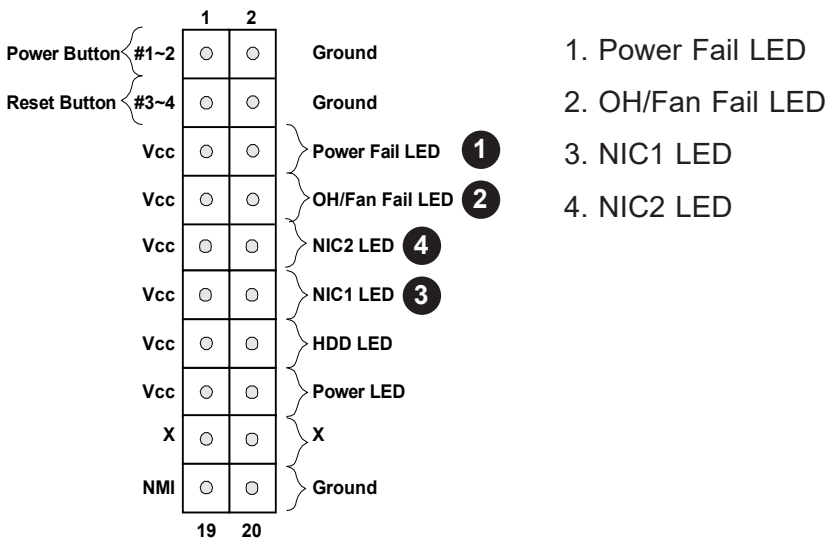 1 2
Power Button #1~2 Ground
Reset Button #3~4 Ground
Vcc Power Fail LED 1
Vcc OH/Fan Fail LED 2
Vcc NIC2 LED 4
Vcc NIC1 LED 3
Vcc HDD LED
Vcc Power LED
X X
NMI Ground
19 20
1. Power Fail LED
2. OH/Fan Fail LED
3. NIC1 LED
4. NIC2 LED